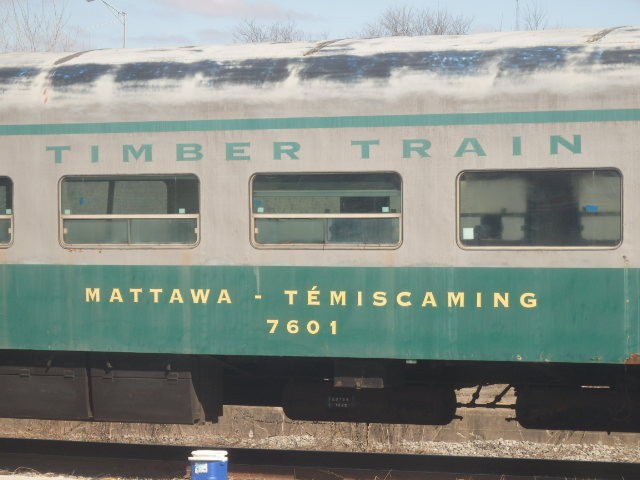 TIMBER TRAIN
MATTAWA - TÉMISCAMING
7601